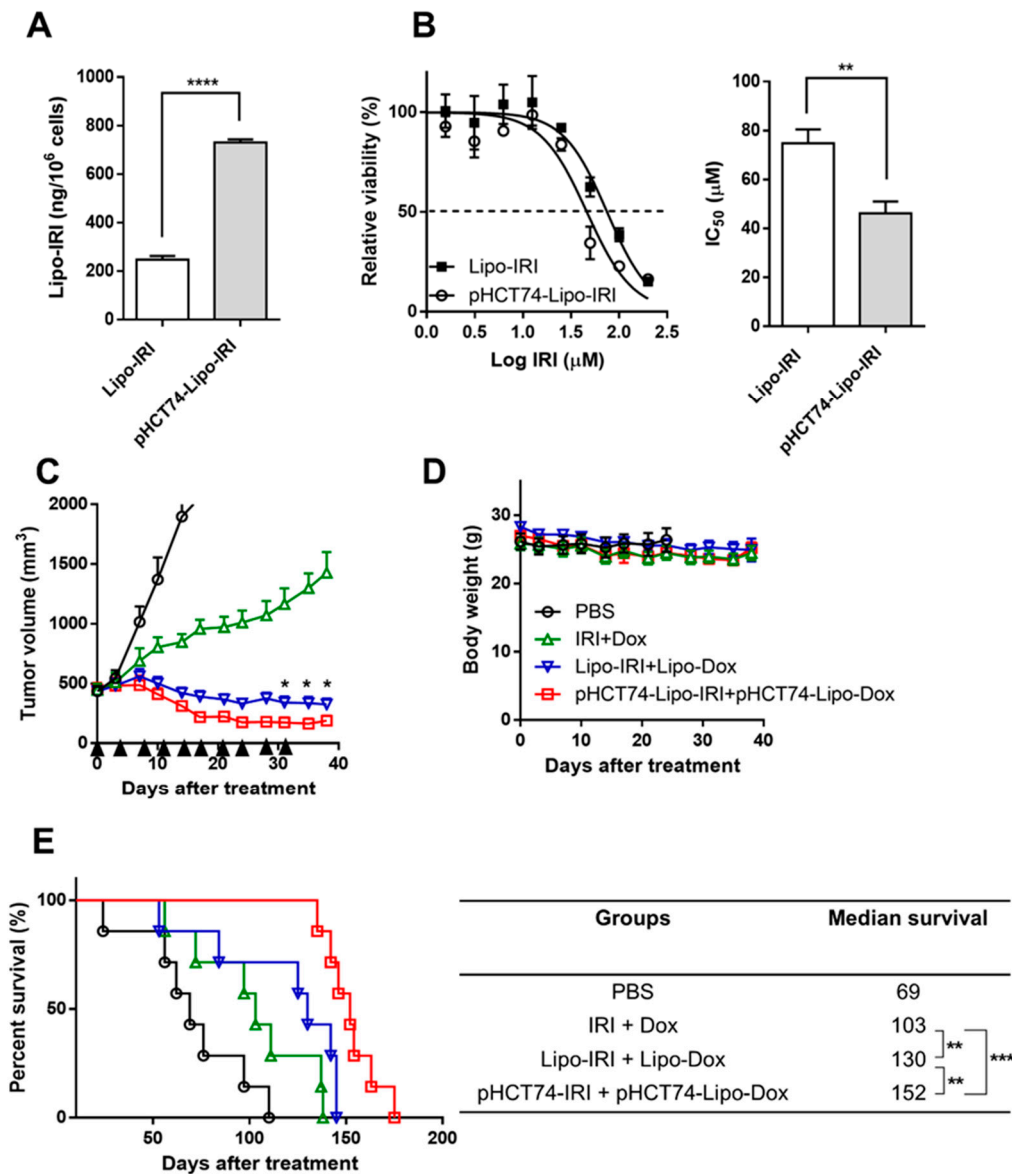 A
Lipo-IRI (ng/10⁶ cells)
1000
800
600
400
200
0
****
Lipo-IRI
pHCT74-Lipo-IRI
B
Relative viability (%)
100
50
0
Lipo-IRI
pHCT74-Lipo-IRI
0.0 0.5 1.0 1.5 2.0 2.5
Log IRI (μM)
IC₅₀ (μM)
100
80
60
40
20
0
**
Lipo-IRI
pHCT74-Lipo-IRI
C
Tumor volume (mm³)
2000
1500
1000
500
0
* * *
0 10 20 30 40
Days after treatment
D
Body weight (g)
30
20
10
0
PBS
IRI+Dox
Lipo-IRI+Lipo-Dox
pHCT74-Lipo-IRI+pHCT74-Lipo-Dox
0 10 20 30 40
Days after treatment
E
Percent survival (%)
100
50
0
50 100 150 200
Days after treatment
Groups Median survival
PBS 69
IRI + Dox 103
Lipo-IRI + Lipo-Dox 130
pHCT74-IRI + pHCT74-Lipo-Dox 152
**
**
***